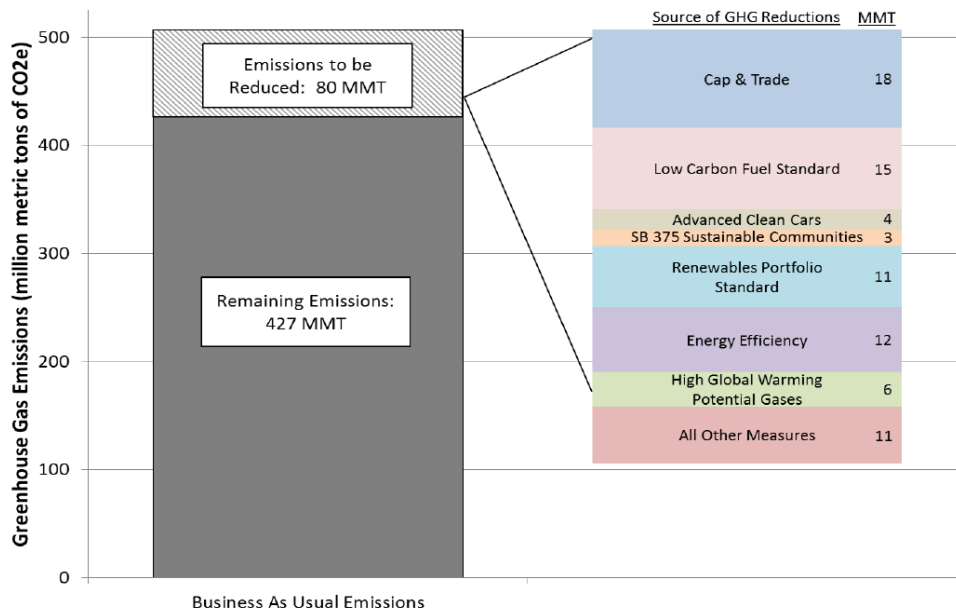 Source of GHG Reductions MMT
Greenhouse Gas Emissions (million metric tons of CO2e)
500
400
300
200
100
0
Emissions to be
Reduced: 80 MMT
Remaining Emissions:
427 MMT
Business As Usual Emissions
Cap & Trade 18
Low Carbon Fuel Standard 15
Advanced Clean Cars 4
SB 375 Sustainable Communities 3
Renewables Portfolio
Standard 11
Energy Efficiency 12
High Global Warming
Potential Gases 6
All Other Measures 11